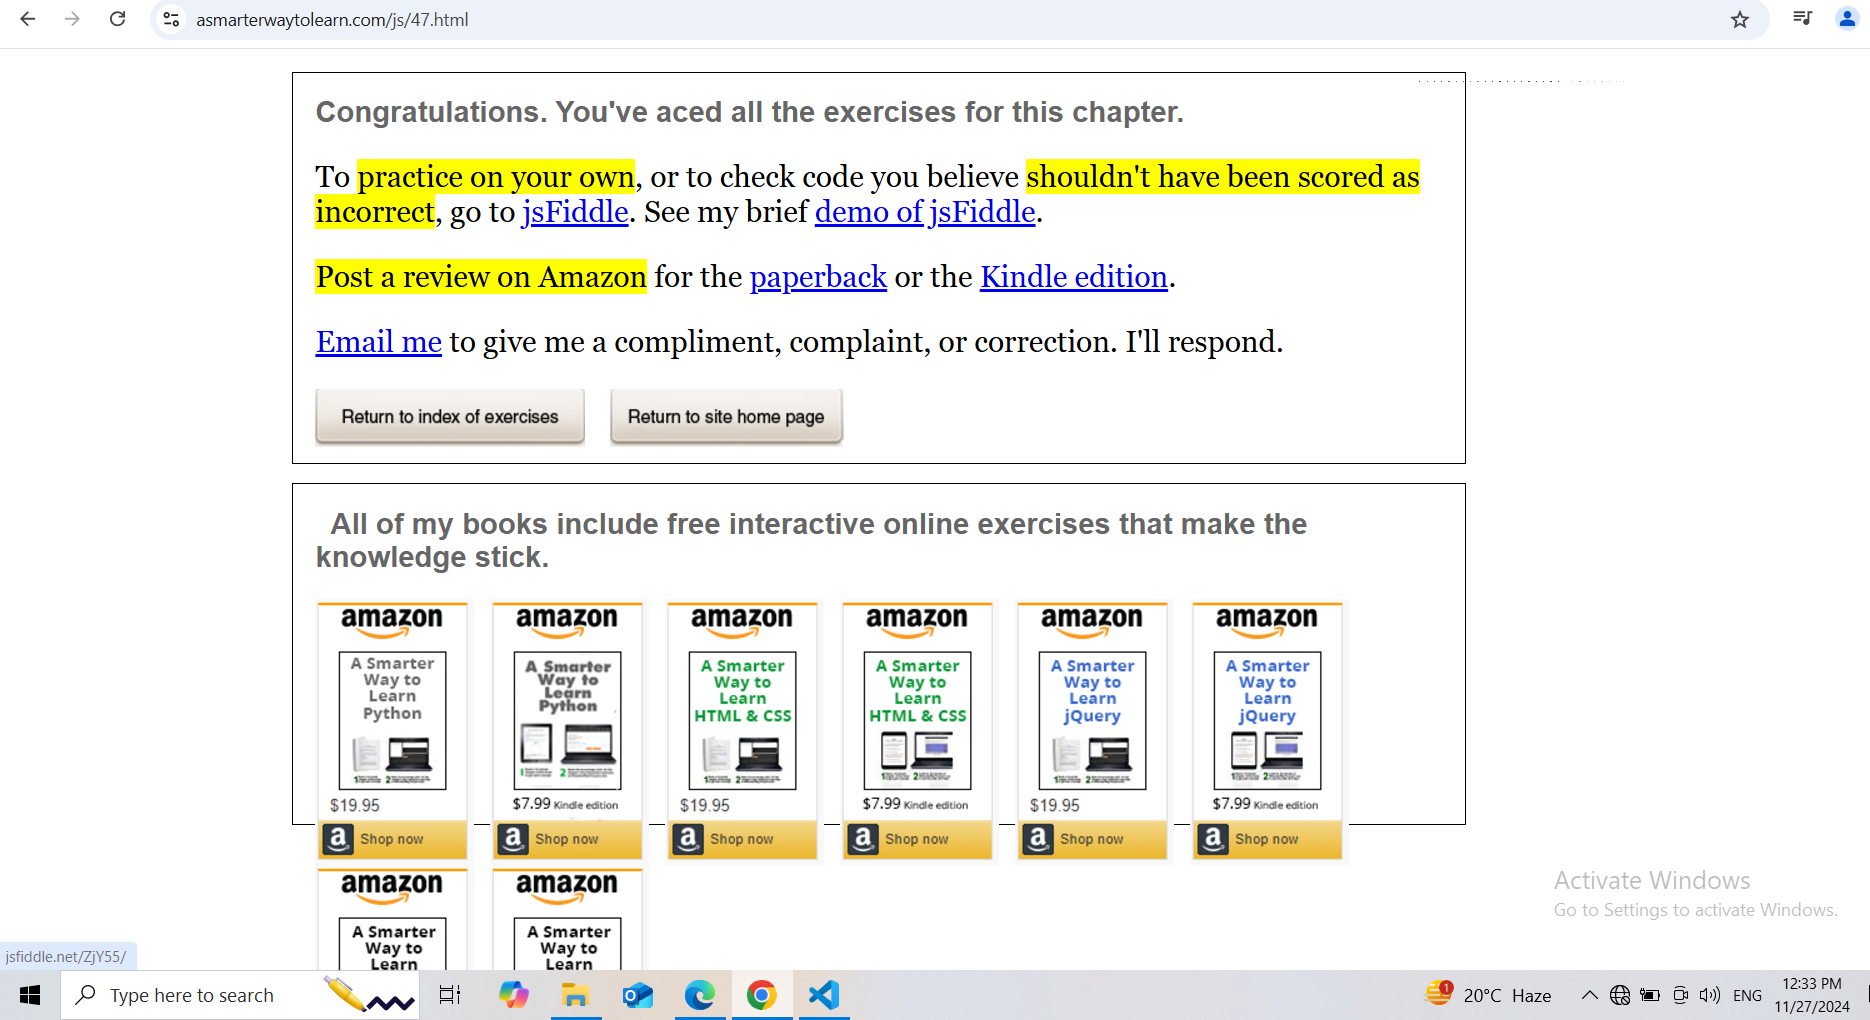 asmarterwaytolearn.com/js/47.html
Congratulations. You've aced all the exercises for this chapter.
To practice on your own, or to check code you believe shouldn't have been scored as
incorrect, go to jsFiddle. See my brief demo of jsFiddle.
Post a review on Amazon for the paperback or the Kindle edition.
Email me to give me a compliment, complaint, or correction. I'll respond.
Return to index of exercises Return to site home page
All of my books include free interactive online exercises that make the
knowledge stick.
amazon amazon amazon amazon amazon amazon
A Smarter A Smarter A Smarter A Smarter A Smarter A Smarter
Way to Way to Way to Way to Way to Way to
Learn Learn Learn Learn Learn Learn
Python Python HTML & CSS HTML & CSS jQuery jQuery
$19.95 $7.99 Kindle edition $19.95 $7.99 Kindle edition $19.95 $7.99 Kindle edition
a Shop now a Shop now a Shop now a Shop now a Shop now a Shop now
amazon amazon
A Smarter A Smarter
Way to Way to
Learn Learn
Activate Windows
Go to Settings to activate Windows.
jsfiddle.net/ZjY55/
Type here to search
1 20°C Haze ENG 12:33 PM
11/27/2024